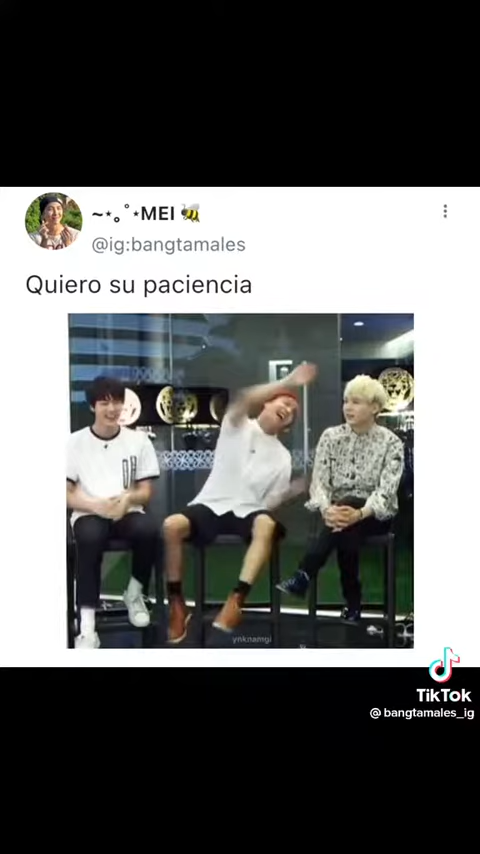 ~⋆｡˚⋆MEI 🐝
@ig:bangtamales
Quiero su paciencia
ynknamgi
TikTok
@bangtamales_ig